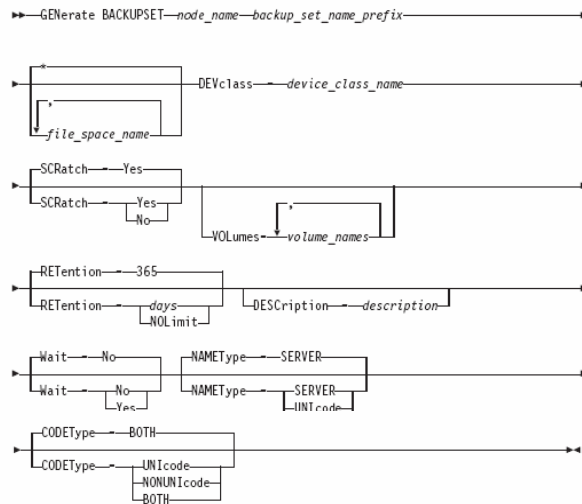 GENerate BACKUPSET node_name backup_set_name_prefix
*
DEVclass = device_class_name
,
file_space_name
SCRatch = Yes
SCRatch = Yes
No
,
VOLumes= volume_names
RETention = 365
RETention = days
NOLimit
DESCription = description
Wait = No
Wait = No
Yes
NAMEType = SERVER
NAMEType = SERVER
UNIcode
CODEType = BOTH
CODEType = UNIcode
NONUNIcode
BOTH